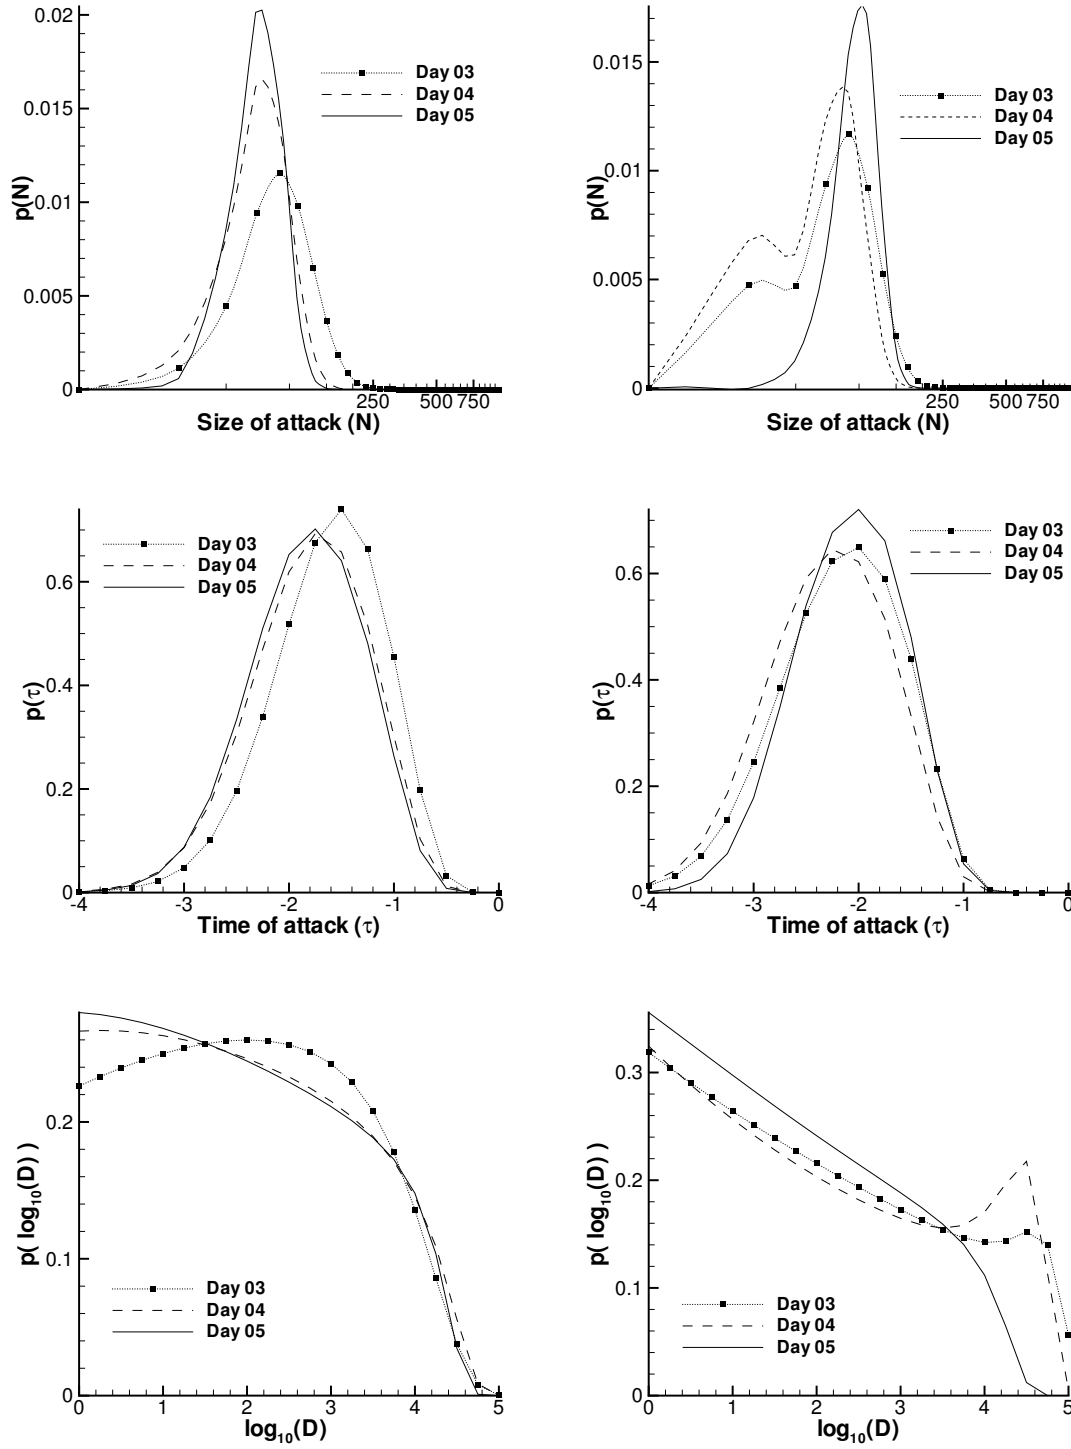 0.02
0.015
0.01
0.005
0
p(N)
Day 03
Day 04
Day 05
250
500 750
Size of attack (N)
0.015
0.01
0.005
0
p(N)
Day 03
Day 04
Day 05
250
500 750
Size of attack (N)
0.6
0.4
0.2
0
p(τ)
Day 03
Day 04
Day 05
-4 -3 -2 -1 0
Time of attack (τ)
0.6
0.4
0.2
0
p(τ)
Day 03
Day 04
Day 05
-4 -3 -2 -1 0
Time of attack (τ)
0.2
0.1
0
p( log₁₀(D) )
Day 03
Day 04
Day 05
0 1 2 3 4 5
log₁₀(D)
0.3
0.2
0.1
0
p( log₁₀(D) )
Day 03
Day 04
Day 05
0 1 2 3 4 5
log₁₀(D)